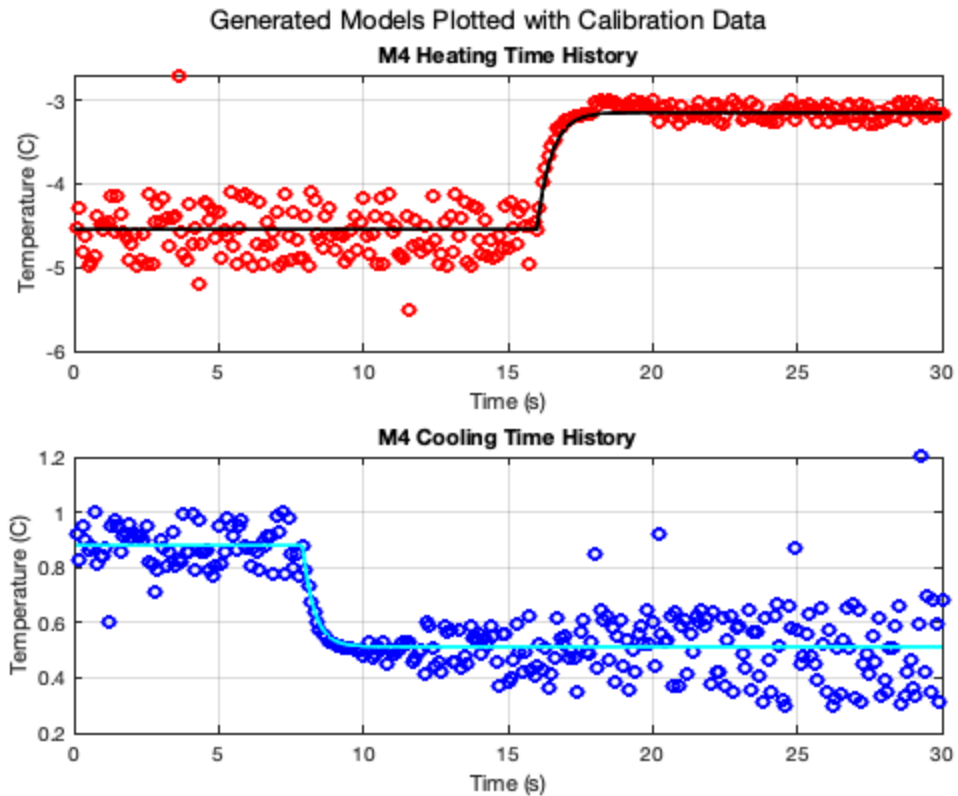 Generated Models Plotted with Calibration Data
M4 Heating Time History
-3
-4
-5
-6
Temperature (C)
0 5 10 15 20 25 30
Time (s)
M4 Cooling Time History
1.2
1
0.8
0.6
0.4
0.2
Temperature (C)
0 5 10 15 20 25 30
Time (s)